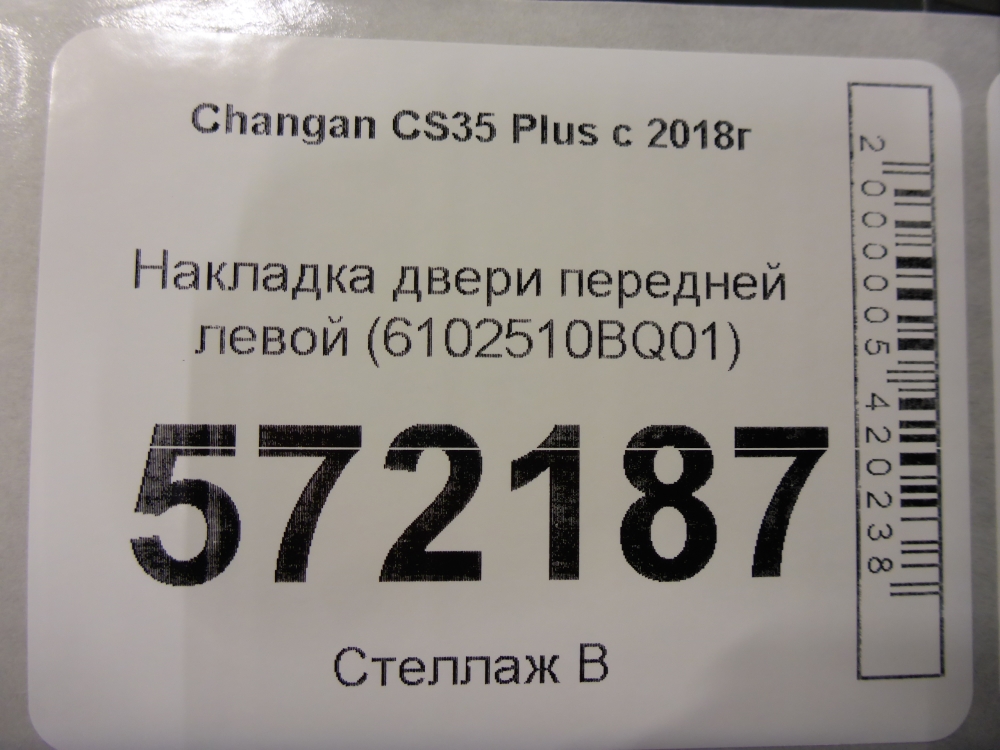 Changan CS35 Plus с 2018г
Накладка двери передней
левой (6102510BQ01)
572187
Стеллаж В
2000005420238